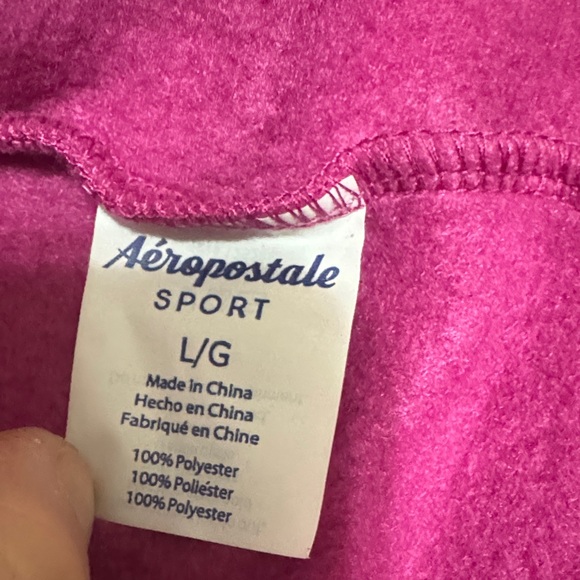 Aéropostale
SPORT
L/G
Made in China
Hecho en China
Fabriqué en Chine
100% Polyester
100% Poliéster
100% Polyester